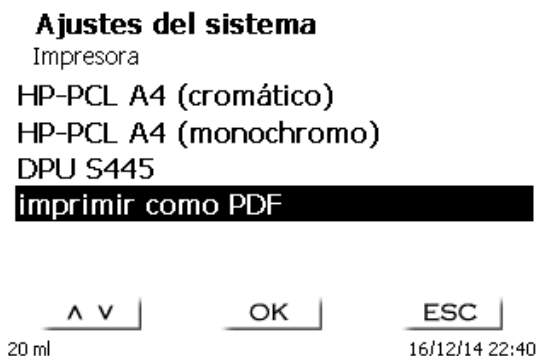 Ajustes del sistema
Impresora
HP-PCL A4 (cromático)
HP-PCL A4 (monochromo)
DPU S445
imprimir como PDF
∧ ∨ OK ESC
20 ml 16/12/14 22:40